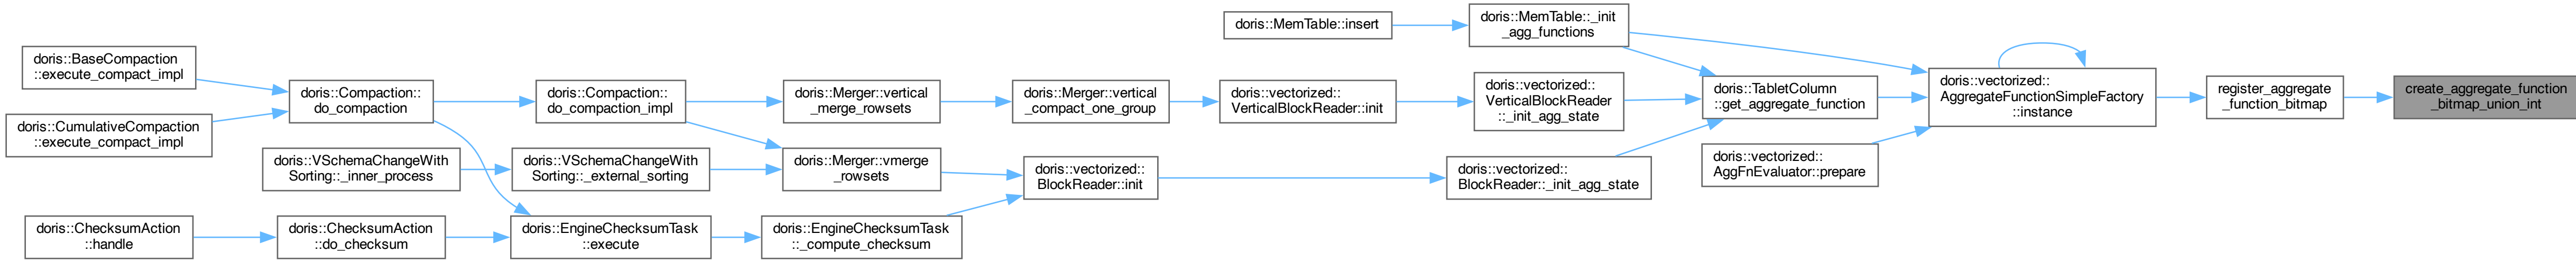 doris::BaseCompaction
::execute_compact_impl
doris::CumulativeCompaction
::execute_compact_impl
doris::Compaction::
do_compaction
doris::Compaction::
do_compaction_impl
doris::VSchemaChangeWith
Sorting::_inner_process
doris::VSchemaChangeWith
Sorting::_external_sorting
doris::ChecksumAction
::handle
doris::ChecksumAction
::do_checksum
doris::EngineChecksumTask
::execute
doris::EngineChecksumTask
::_compute_checksum
doris::Merger::vertical
_merge_rowsets
doris::Merger::vmerge
_rowsets
doris::Merger::vertical
_compact_one_group
doris::vectorized::
BlockReader::init
doris::MemTable::insert
doris::vectorized::
VerticalBlockReader::init
doris::MemTable::_init
_agg_functions
doris::vectorized::
VerticalBlockReader
::_init_agg_state
doris::vectorized::
BlockReader::_init_agg_state
doris::TabletColumn
::get_aggregate_function
doris::vectorized::
AggFnEvaluator::prepare
doris::vectorized::
AggregateFunctionSimpleFactory
::instance
register_aggregate
_function_bitmap
create_aggregate_function
_bitmap_union_int